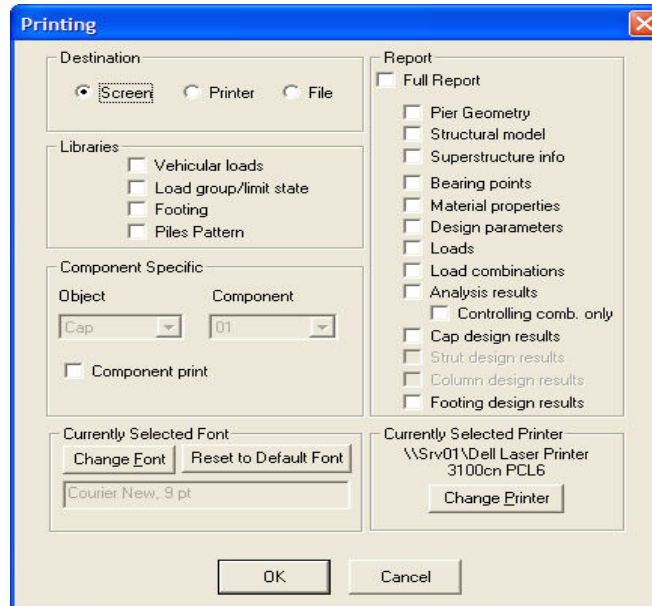 Printing
Destination
Screen
Printer
File
Libraries
Vehicular loads
Load group/limit state
Footing
Piles Pattern
Component Specific
Object
Component
Cap
01
Component print
Currently Selected Font
Change Font
Reset to Default Font
Courier New, 9 pt
Report
Full Report
Pier Geometry
Structural model
Superstructure info
Bearing points
Material properties
Design parameters
Loads
Load combinations
Analysis results
Controlling comb. only
Cap design results
Strut design results
Column design results
Footing design results
Currently Selected Printer
\\Srv01\Dell Laser Printer
3100cn PCL6
Change Printer
OK
Cancel